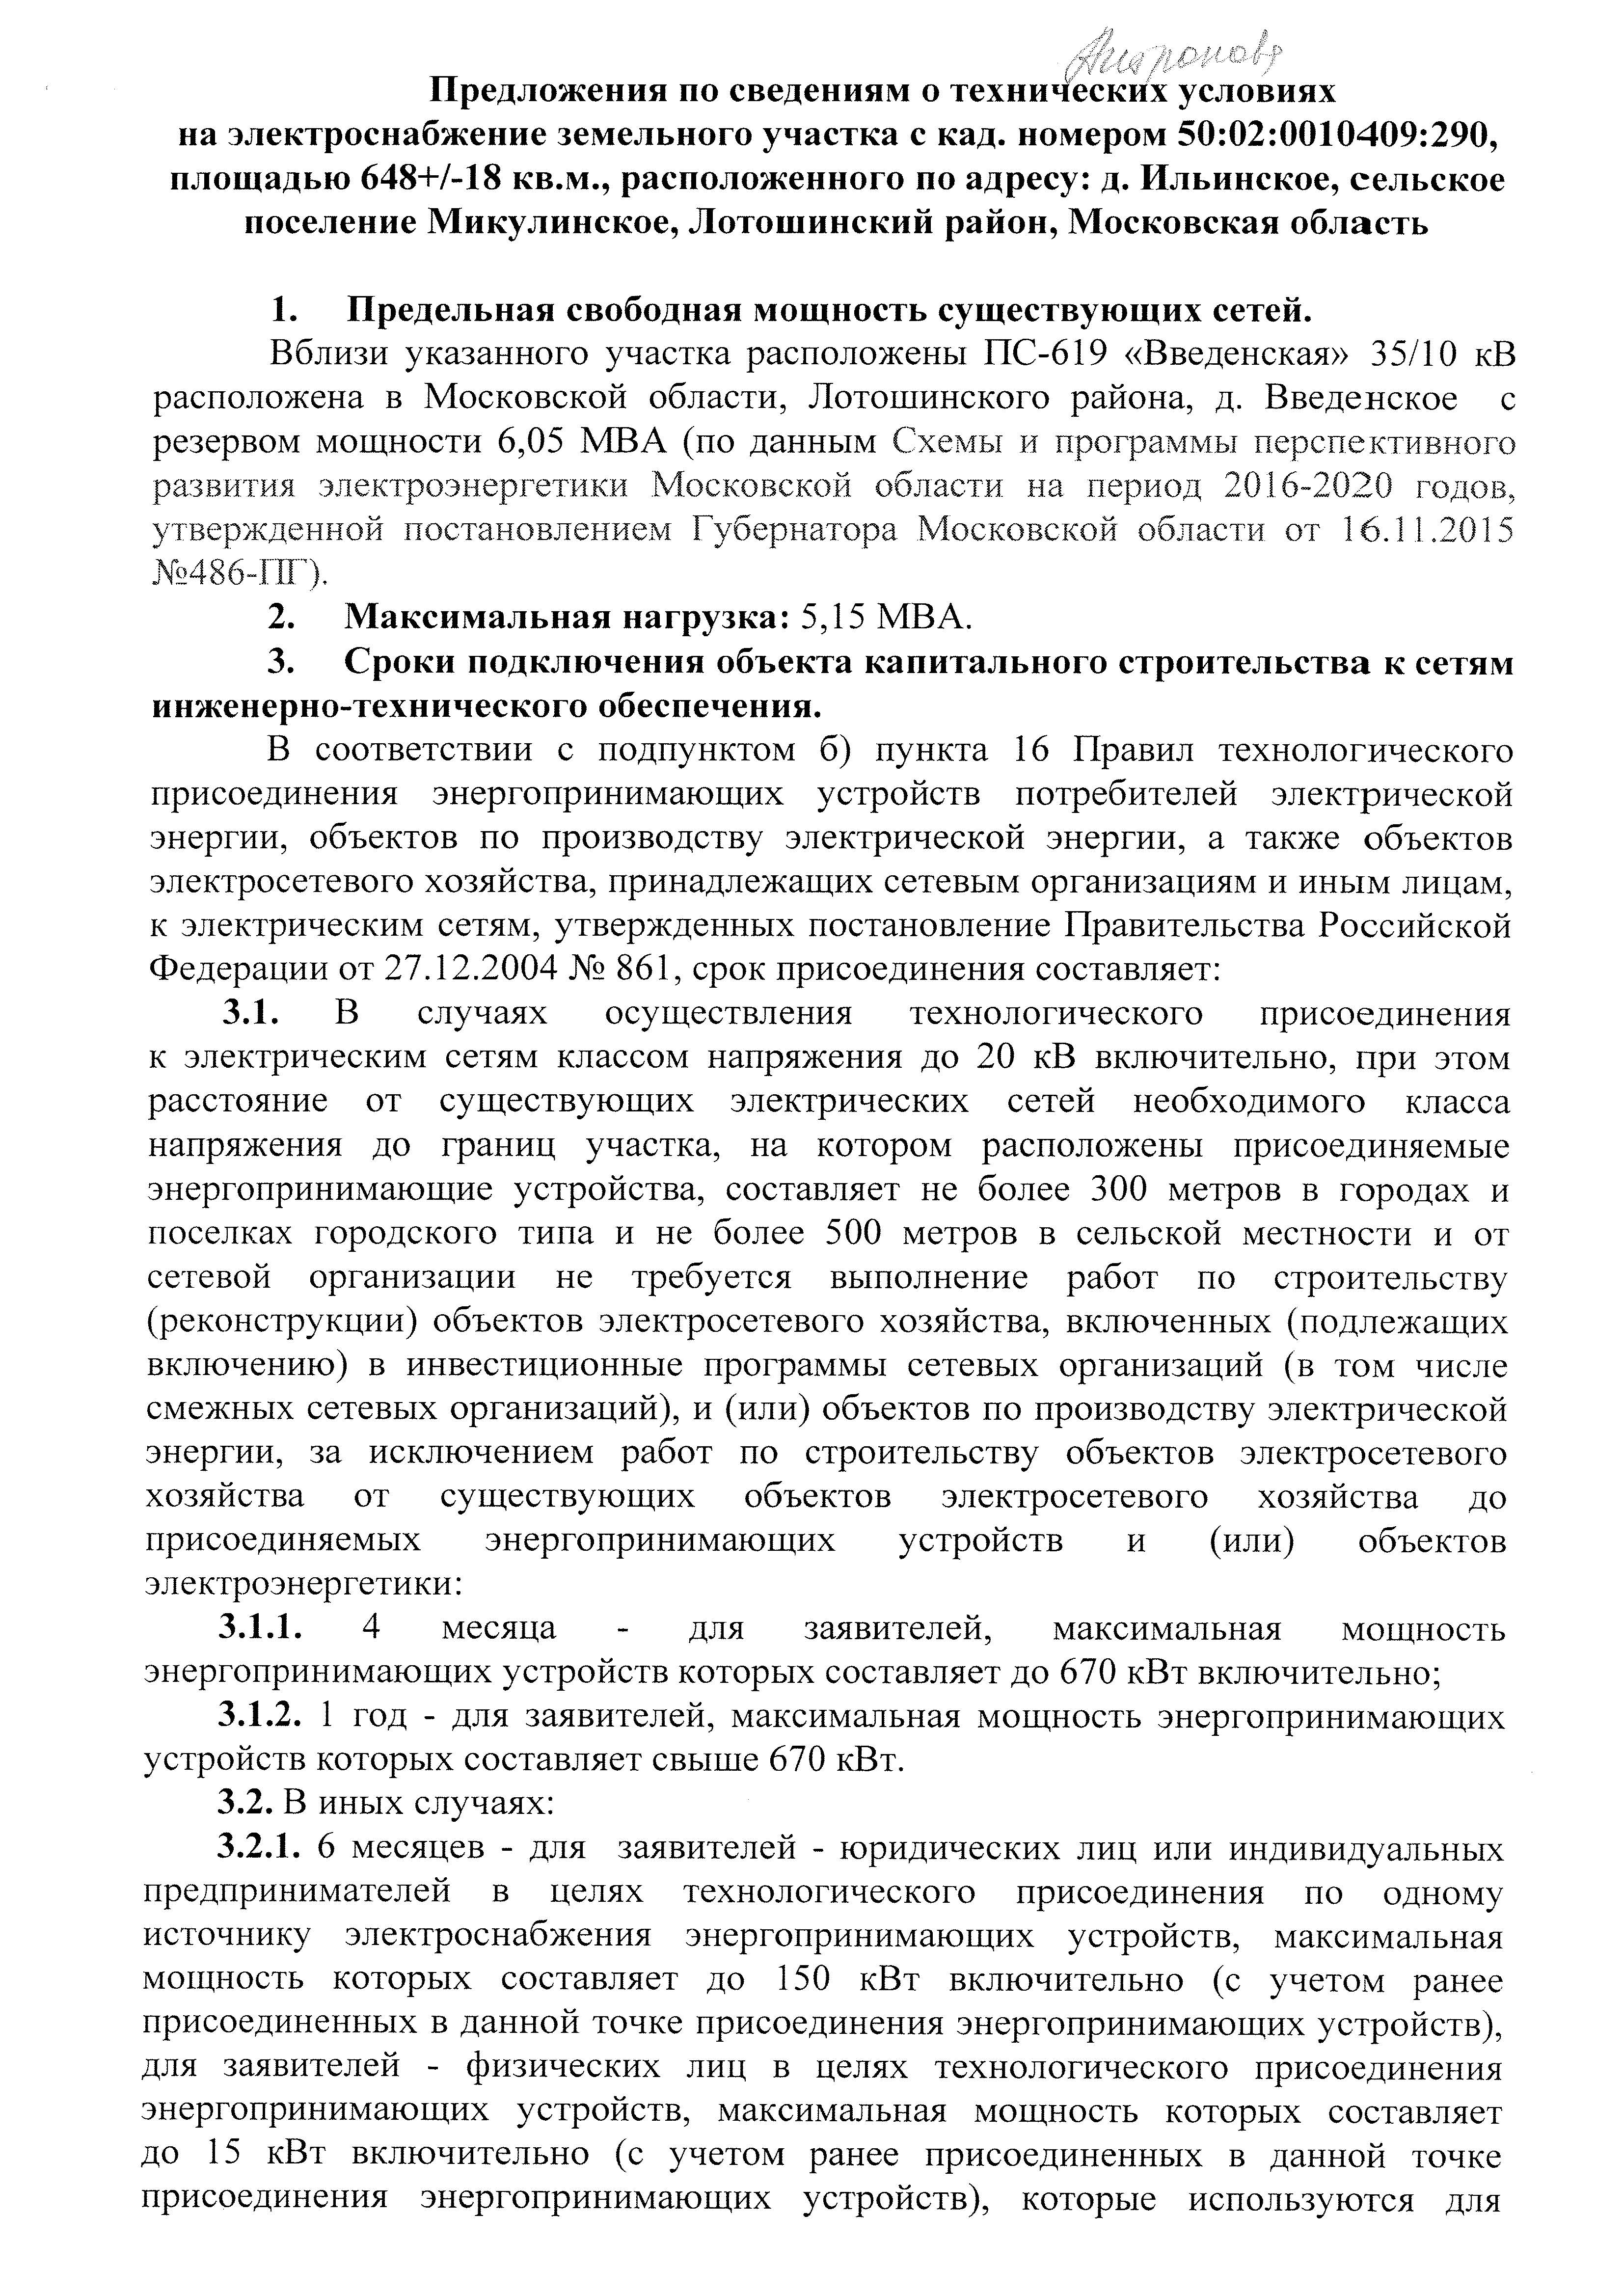 Предложения по сведениям о технических условиях
на электроснабжение земельного участка с кад. номером 50:02:0010409:290,
площадью 648+/-18 кв.м., расположенного по адресу: д. Ильинское, сельское
поселение Микулинское, Лотошинский район, Московская область
1. Предельная свободная мощность существующих сетей.
Вблизи указанного участка расположены ПС-619 «Введенская» 35/10 кВ
расположена в Московской области, Лотошинского района, д. Введенское с
резервом мощности 6,05 МВА (по данным Схемы и программы перспективного
развития электроэнергетики Московской области на период 2016-2020 годов,
утвержденной постановлением Губернатора Московской области от 16.11.2015
№486-ПГ).
2. Максимальная нагрузка: 5,15 МВА.
3. Сроки подключения объекта капитального строительства к сетям
инженерно-технического обеспечения.
В соответствии с подпунктом б) пункта 16 Правил технологического
присоединения энергопринимающих устройств потребителей электрической
энергии, объектов по производству электрической энергии, а также объектов
электросетевого хозяйства, принадлежащих сетевым организациям и иным лицам,
к электрическим сетям, утвержденных постановление Правительства Российской
Федерации от 27.12.2004 № 861, срок присоединения составляет:
3.1. В случаях осуществления технологического присоединения
к электрическим сетям классом напряжения до 20 кВ включительно, при этом
расстояние от существующих электрических сетей необходимого класса
напряжения до границ участка, на котором расположены присоединяемые
энергопринимающие устройства, составляет не более 300 метров в городах и
поселках городского типа и не более 500 метров в сельской местности и от
сетевой организации не требуется выполнение работ по строительству
(реконструкции) объектов электросетевого хозяйства, включенных (подлежащих
включению) в инвестиционные программы сетевых организаций (в том числе
смежных сетевых организаций), и (или) объектов по производству электрической
энергии, за исключением работ по строительству объектов электросетевого
хозяйства от существующих объектов электросетевого хозяйства до
присоединяемых энергопринимающих устройств и (или) объектов
электроэнергетики:
3.1.1. 4 месяца - для заявителей, максимальная мощность
энергопринимающих устройств которых составляет до 670 кВт включительно;
3.1.2. 1 год - для заявителей, максимальная мощность энергопринимающих
устройств которых составляет свыше 670 кВт.
3.2. В иных случаях:
3.2.1. 6 месяцев - для заявителей - юридических лиц или индивидуальных
предпринимателей в целях технологического присоединения по одному
источнику электроснабжения энергопринимающих устройств, максимальная
мощность которых составляет до 150 кВт включительно (с учетом ранее
присоединенных в данной точке присоединения энергопринимающих устройств),
для заявителей - физических лиц в целях технологического присоединения
энергопринимающих устройств, максимальная мощность которых составляет
до 15 кВт включительно (с учетом ранее присоединенных в данной точке
присоединения энергопринимающих устройств), которые используются для